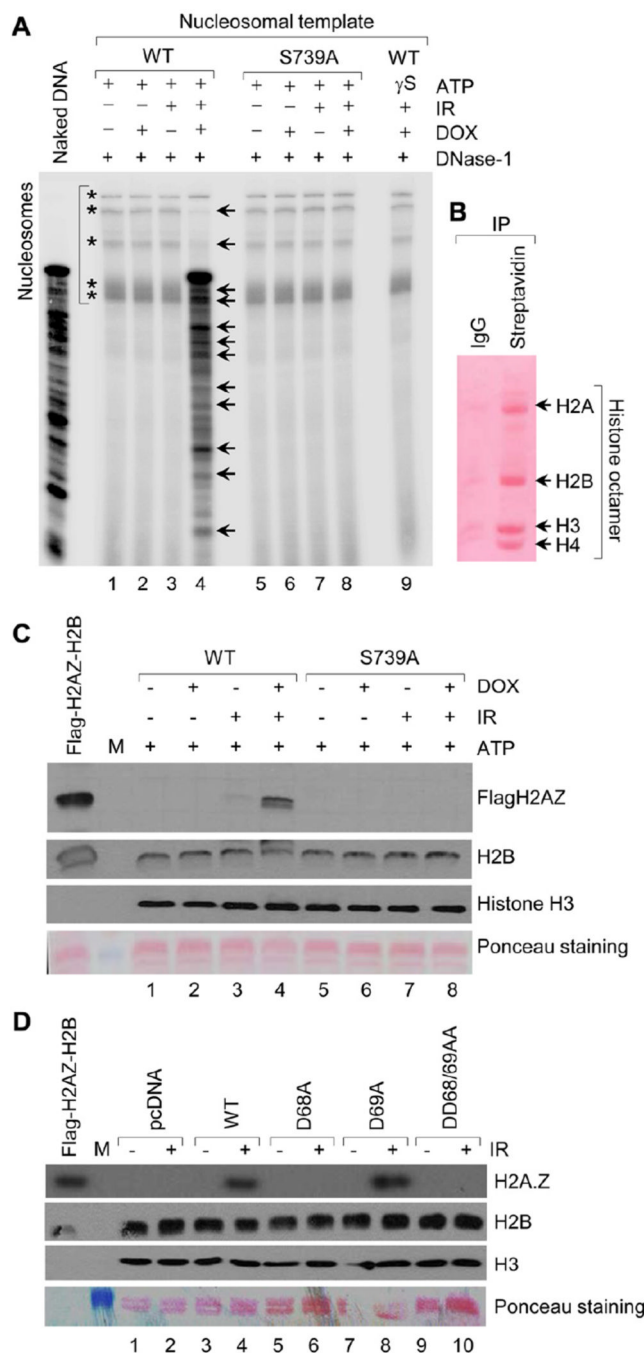 A
Nucleosomal template
WT S739A WT
+ + + + + + + + γS ATP
– – + + – – + + + IR
– + – + – + – + + DOX
+ + + + + + + + + DNase-1
Naked DNA
Nucleosomes
*
*
*
*
*
1 2 3 4 5 6 7 8 9
B
IP
IgG
Streptavidin
H2A
H2B
H3
H4
Histone octamer
C
Flag-H2AZ-H2B
M
WT S739A
- + - + - + - + DOX
- - + + - - + + IR
+ + + + + + + + ATP
FlagH2AZ
H2B
Histone H3
Ponceau staining
1 2 3 4 5 6 7 8
D
Flag-H2AZ-H2B
M
pcDNA
WT
D68A
D69A
DD68/69AA
- + - + - + - + - + IR
H2A.Z
H2B
H3
Ponceau staining
1 2 3 4 5 6 7 8 9 10